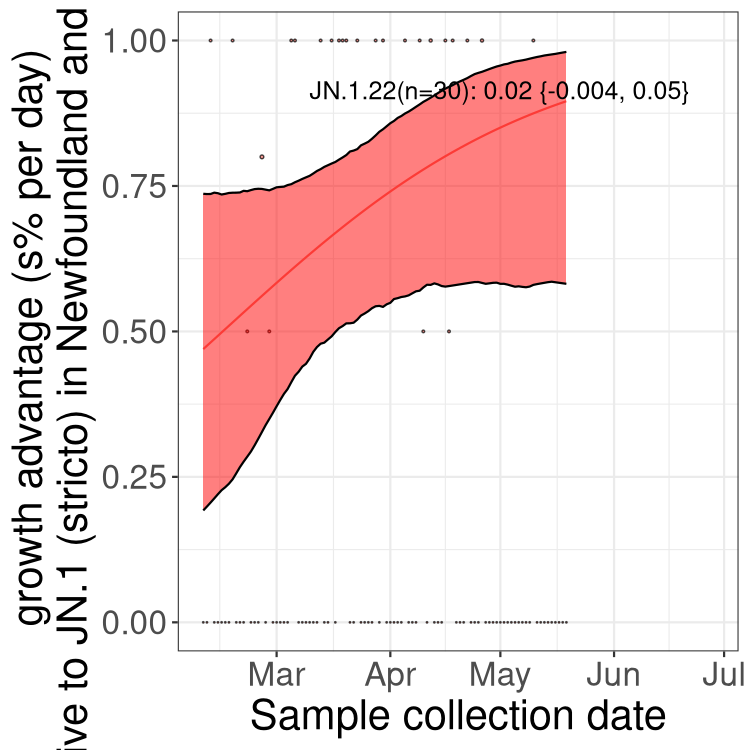 growth advantage (s% per day)
ive to JN.1 (stricto) in Newfoundland and
1.00
0.75
0.50
0.25
0.00
JN.1.22(n=30): 0.02 {-0.004, 0.05}
Mar Apr May Jun Jul
Sample collection date